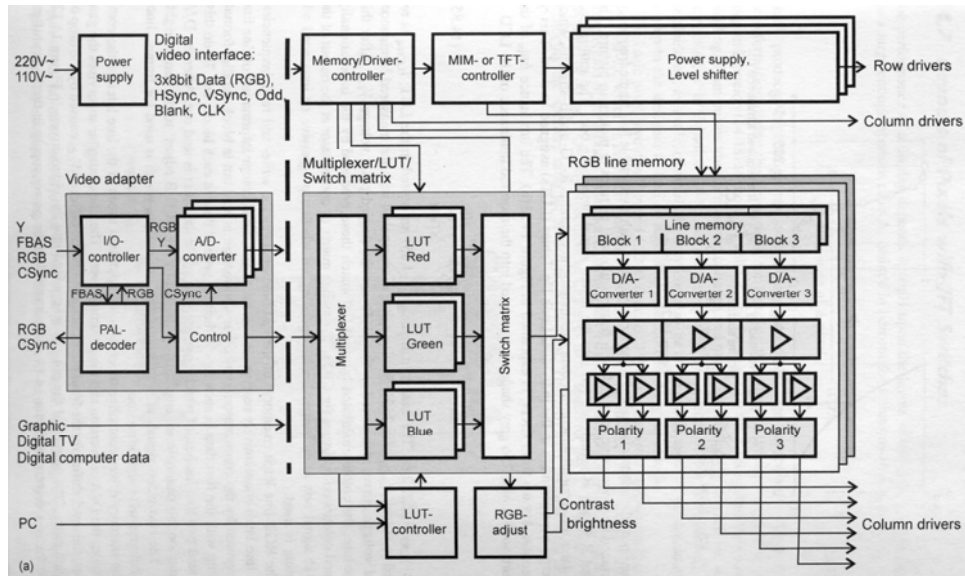 220V~
110V~
Power
supply
Digital
video interface:
3x8bit Data (RGB),
HSync, VSync, Odd,
Blank, CLK
Memory/Driver-
controller
MIM- or TFT-
controller
Power supply,
Level shifter
Row drivers
Column drivers
Video adapter
Y
FBAS
RGB
CSync
I/O-
controller
RGB
Y
A/D-
converter
FBAS
RGB
CSync
RGB
CSync
PAL-
decoder
Control
Graphic
Digital TV
Digital computer data
PC
Multiplexer/LUT/
Switch matrix
Multiplexer
LUT
Red
LUT
Green
LUT
Blue
Switch matrix
LUT-
controller
RGB-
adjust
Contrast
brightness
RGB line memory
Line memory
Block 1
Block 2
Block 3
D/A-
Converter 1
D/A-
Converter 2
D/A-
Converter 3
Polarity
1
Polarity
2
Polarity
3
Column drivers
(a)